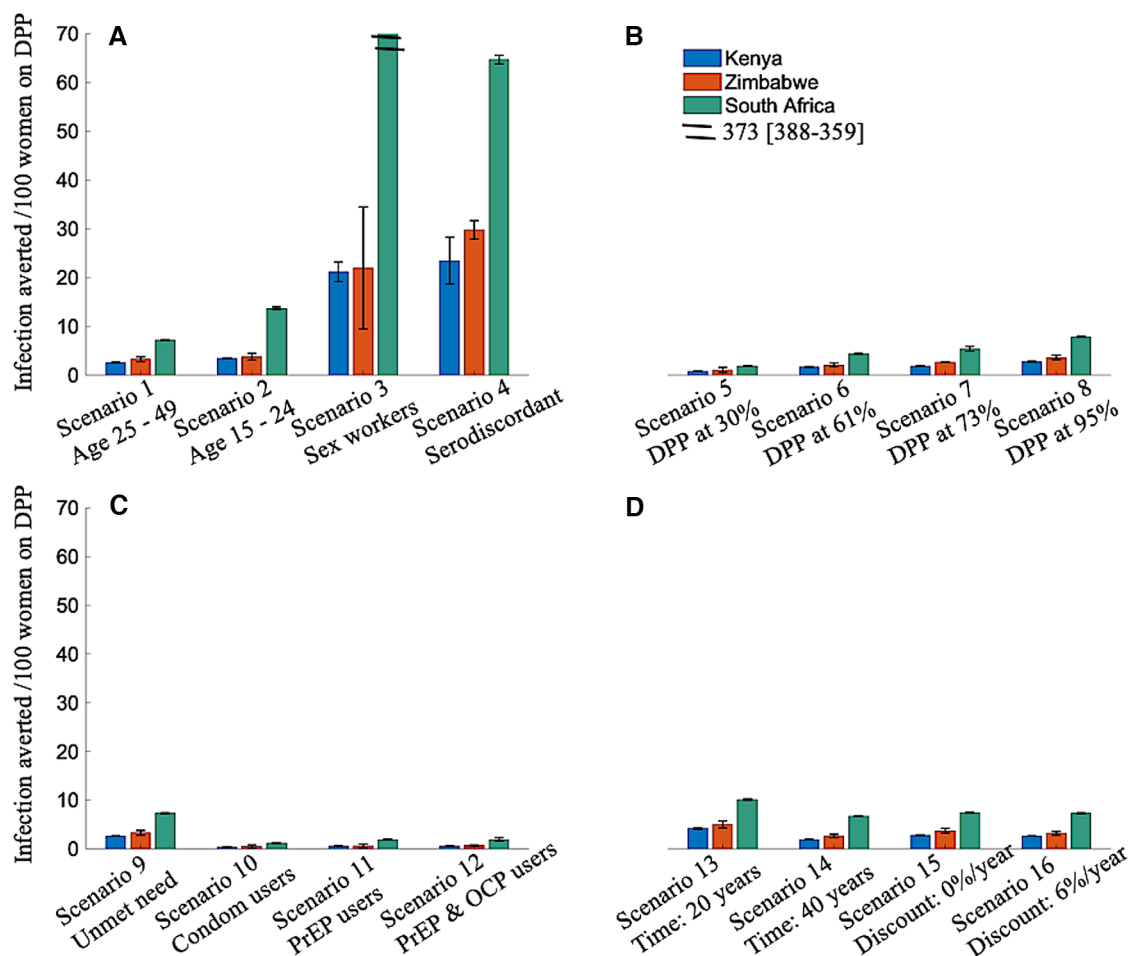 A
Infection averted /100 women on DPP
70
60
50
40
30
20
10
0
Scenario 1
Age 25 - 49
Scenario 2
Age 15 - 24
Scenario 3
Sex workers
Scenario 4
Serodiscordant
B
Kenya
Zimbabwe
South Africa
373 [388-359]
Scenario 5
DPP at 30%
Scenario 6
DPP at 61%
Scenario 7
DPP at 73%
Scenario 8
DPP at 95%
C
Infection averted /100 women on DPP
70
60
50
40
30
20
10
0
Scenario 9
Unmet need
Scenario 10
Condom users
Scenario 11
PrEP users
Scenario 12
PrEP & OCP users
D
Scenario 13
Time: 20 years
Scenario 14
Time: 40 years
Scenario 15
Discount: 0%/year
Scenario 16
Discount: 6%/year